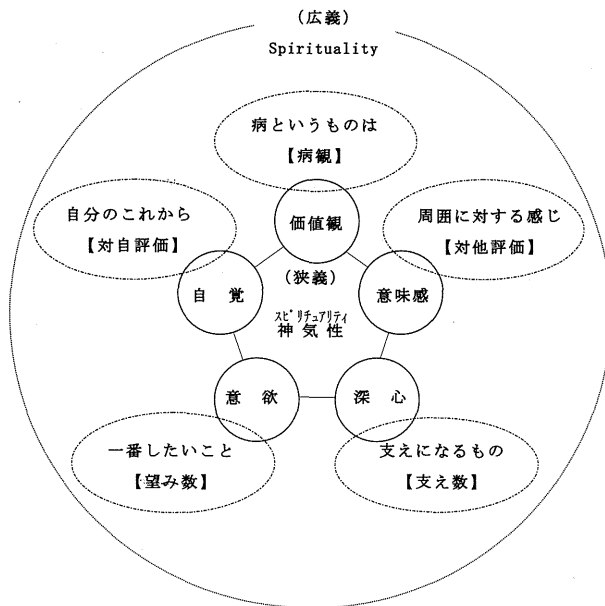 (広義)
Spirituality
病というものは
【病観】
自分のこれから
【対自評価】
価値観
周囲に対する感じ
【対他評価】
(狭義)
自 覚
意味感
スピリチュアリティ
神気性
意 欲
深 心
一番したいこと
【望み数】
支えになるもの
【支え数】